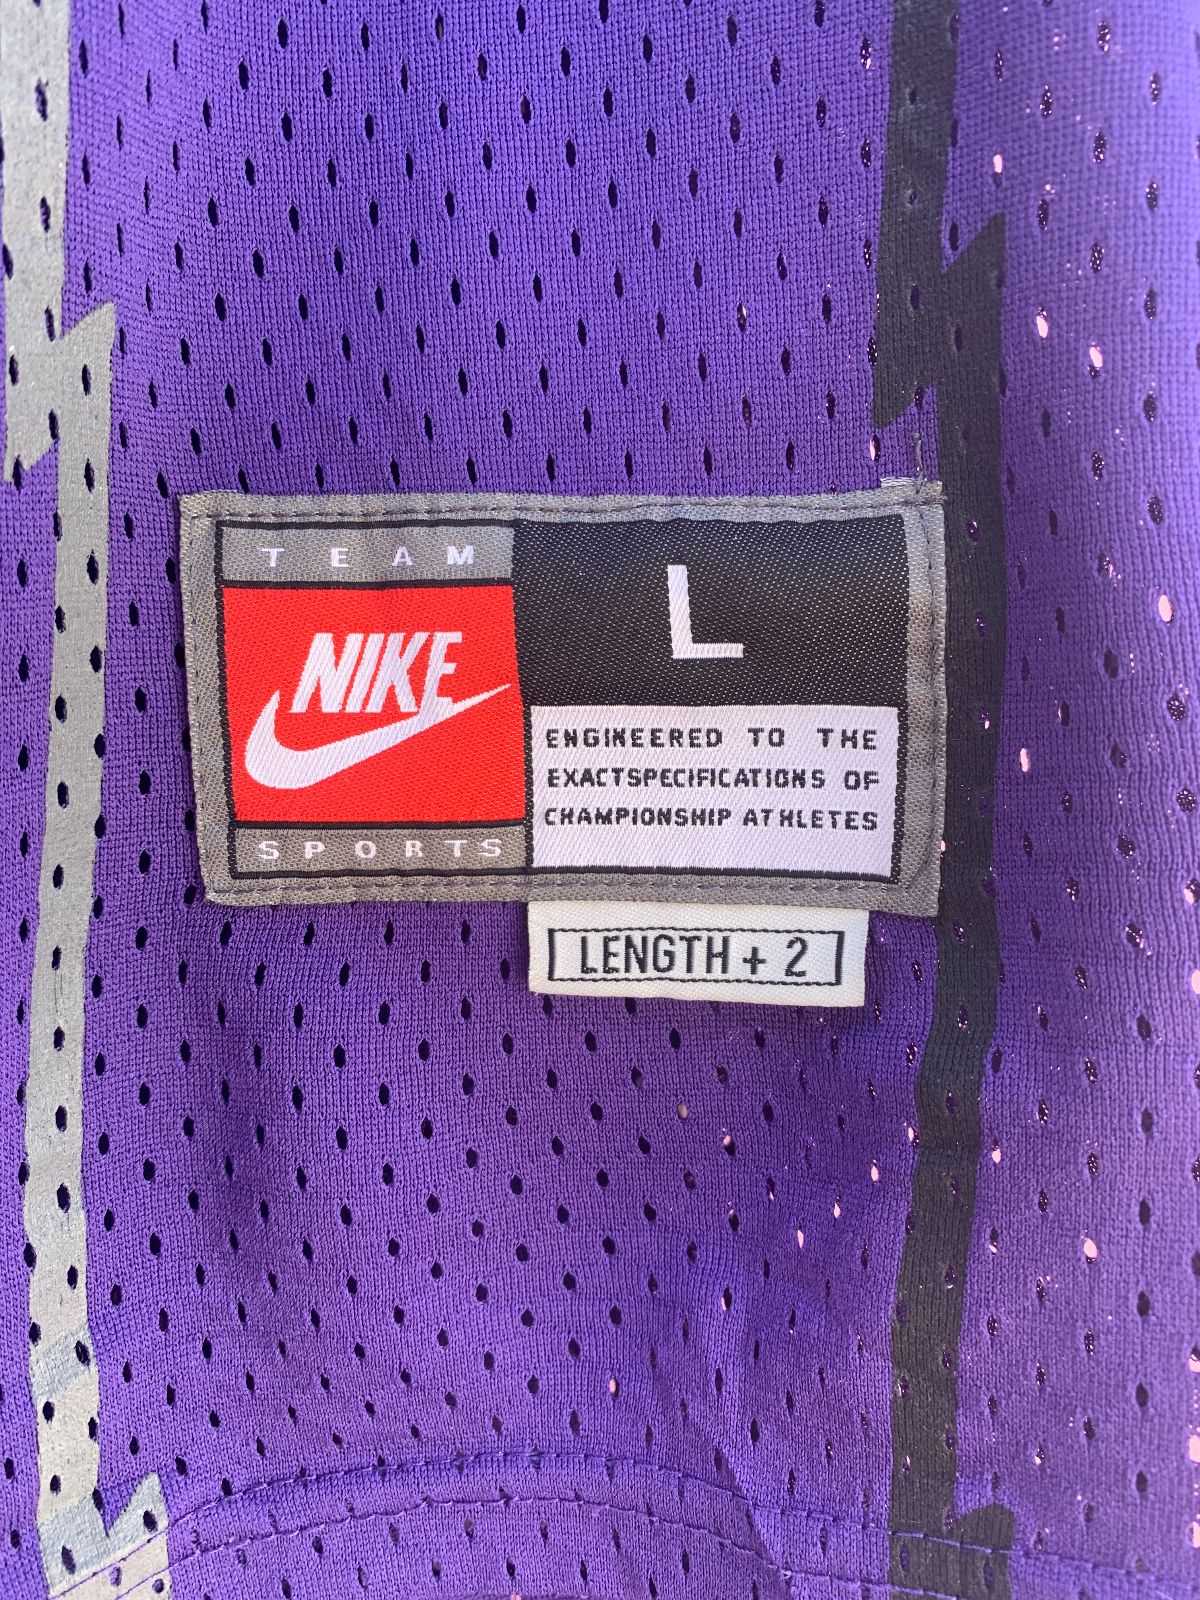 TEAM
NIKE
SPORTS
L
ENGINEERED TO THE
EXACTSPECIFICATIONS OF
CHAMPIONSHIP ATHLETES
LENGTH + 2